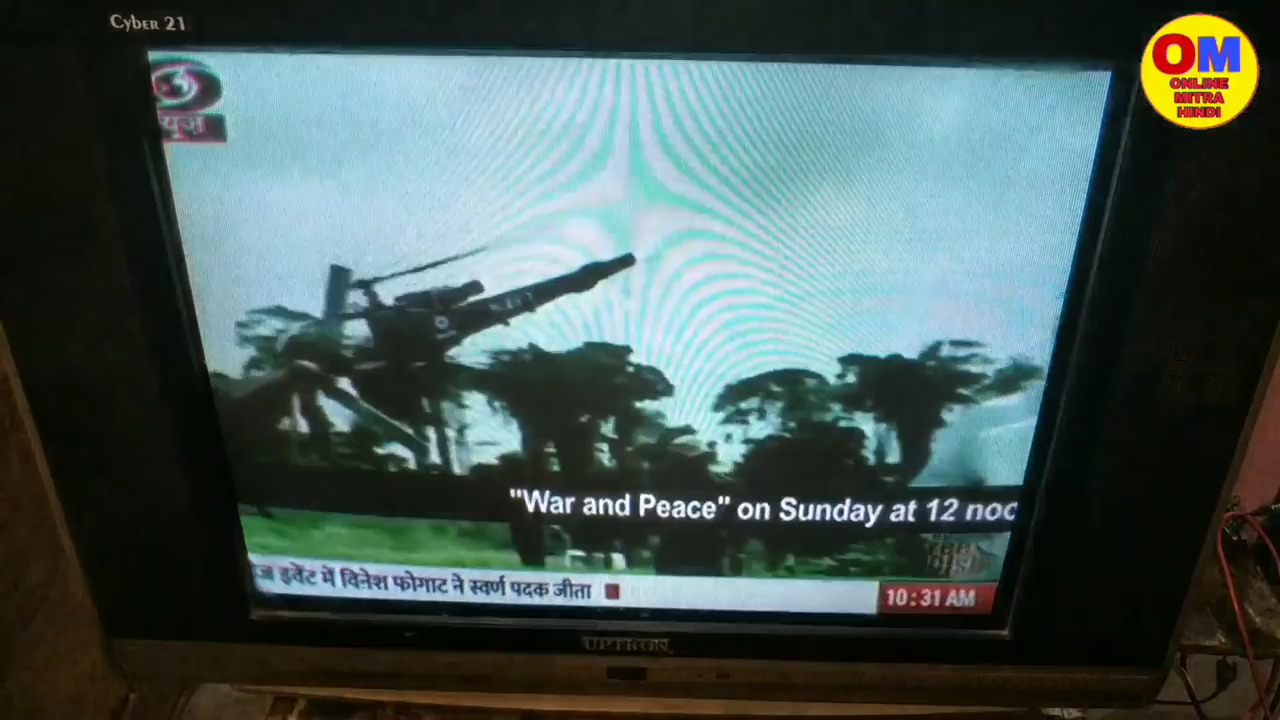 Cyber 21
OM
ONLINE
MITRA
HINDI
न्यूज़
"War and Peace" on Sunday at 12 noo
ज इवेंट में विनेश फोगाट ने स्वर्ण पदक जीता
10:31 AM
UPTRON